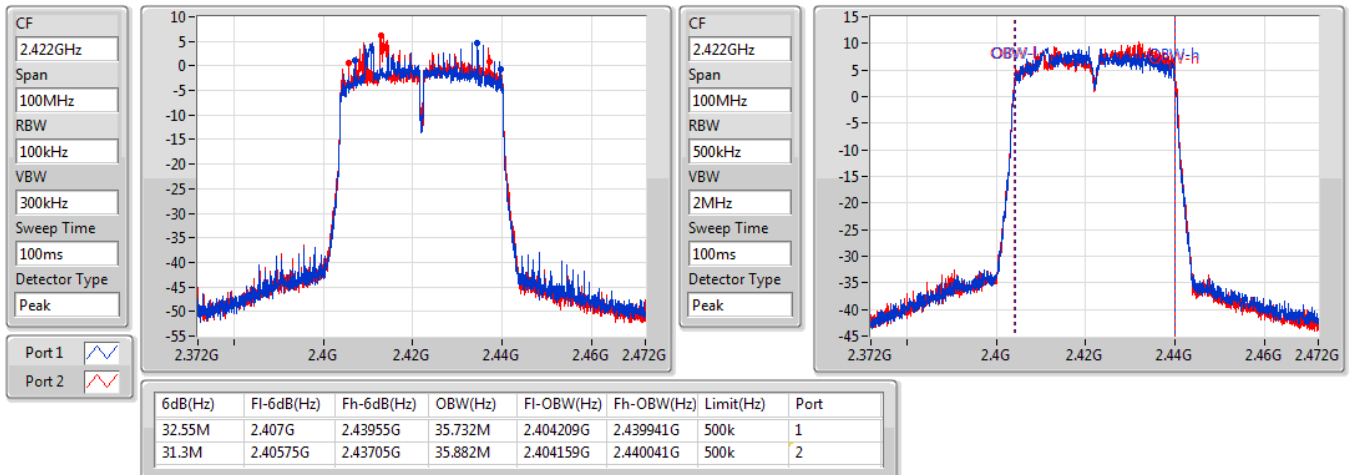 CF
2.422GHz
Span
100MHz
RBW
100kHz
VBW
300kHz
Sweep Time
100ms
Detector Type
Peak
10
5
0
-5
-10
-15
-20
-25
-30
-35
-40
-45
-50
-55
2.372G 2.4G 2.42G 2.44G 2.46G 2.472G
CF
2.422GHz
Span
100MHz
RBW
500kHz
VBW
2MHz
Sweep Time
100ms
Detector Type
Peak
15
10
5
0
-5
-10
-15
-20
-25
-30
-35
-40
-45
OBW-l OBW-h
2.372G 2.4G 2.42G 2.44G 2.46G 2.472G
Port 1
Port 2
6dB(Hz) Fl-6dB(Hz) Fh-6dB(Hz) OBW(Hz) Fl-OBW(Hz) Fh-OBW(Hz) Limit(Hz) Port
32.55M 2.407G 2.43955G 35.732M 2.404209G 2.439941G 500k 1
31.3M 2.40575G 2.43705G 35.882M 2.404159G 2.440041G 500k 2